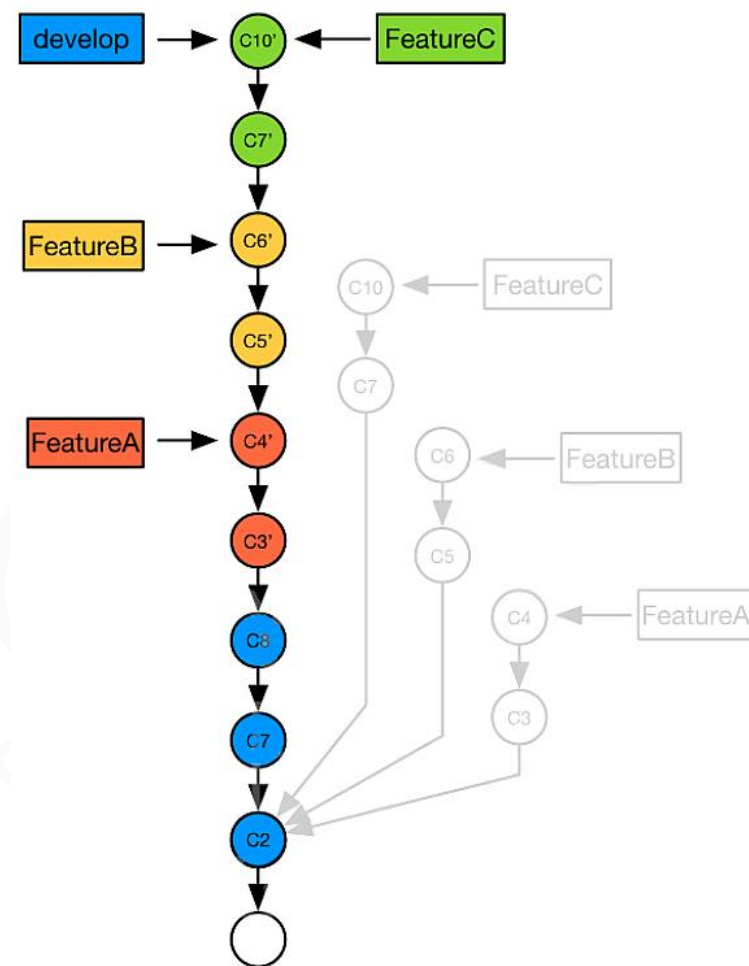 develop
C10’
FeatureC
C7’
FeatureB
C6’
C10
FeatureC
C5’
C7
FeatureA
C4’
C6
FeatureB
C3’
C5
C4
FeatureA
C8
C3
C7
C2